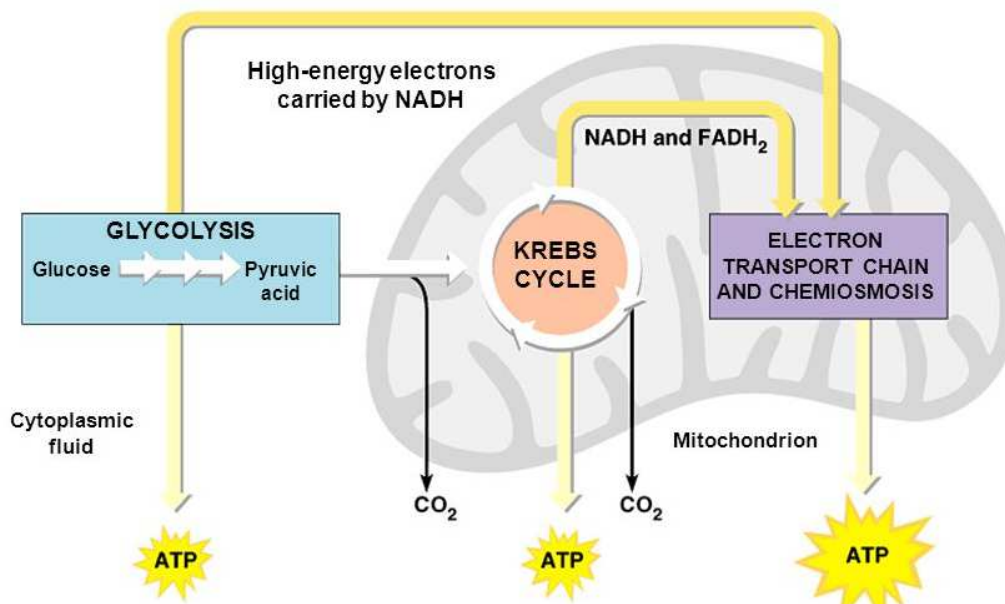 High-energy electrons
carried by NADH
NADH and FADH₂
GLYCOLYSIS
Glucose
Pyruvic
acid
KREBS
CYCLE
ELECTRON
TRANSPORT CHAIN
AND CHEMIOSMOSIS
Cytoplasmic
fluid
Mitochondrion
CO₂
CO₂
ATP
ATP
ATP